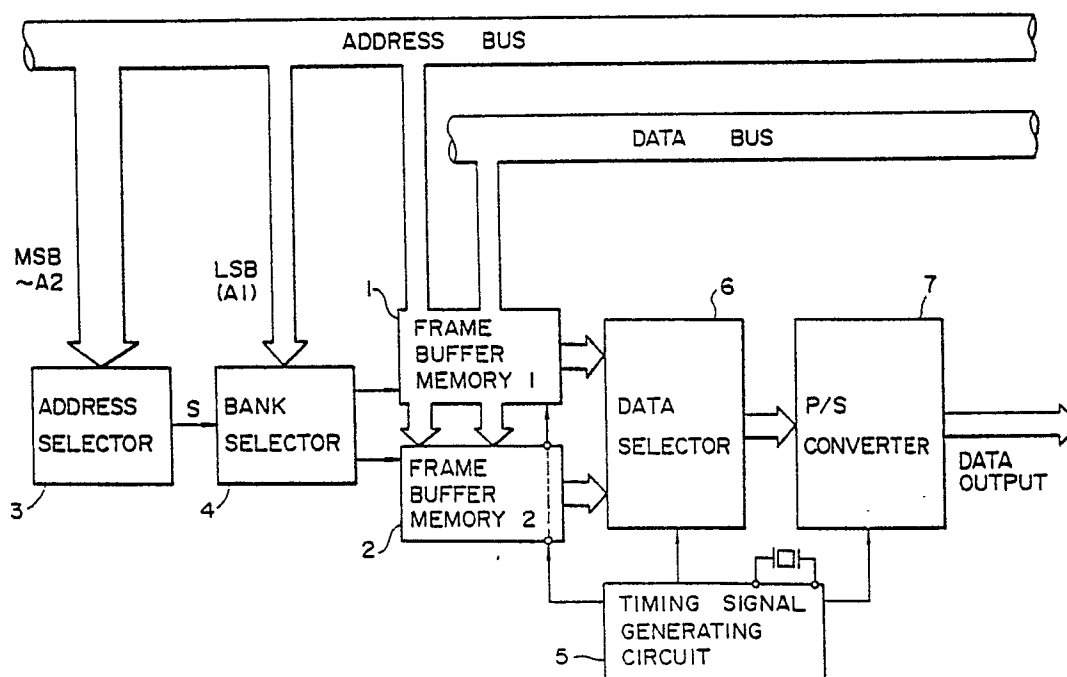 ADDRESS BUS
DATA BUS
MSB
~A2
LSB
(A1)
1
FRAME
BUFFER
MEMORY 1
6
DATA
SELECTOR
7
P/S
CONVERTER
ADDRESS
SELECTOR
3
S
BANK
SELECTOR
4
FRAME
BUFFER
MEMORY 2
2
DATA
OUTPUT
TIMING SIGNAL
GENERATING
CIRCUIT
5